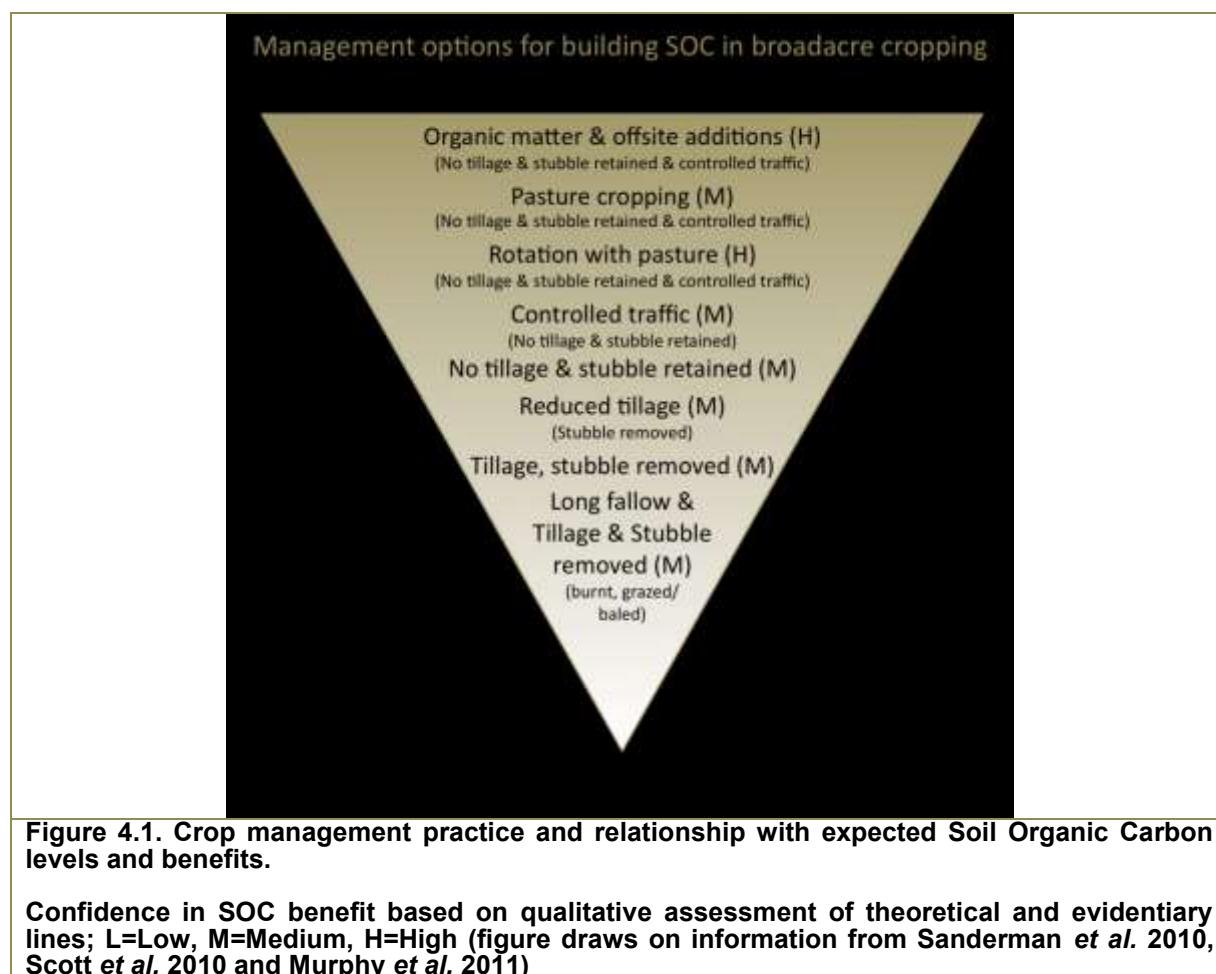 Management options for building SOC in broadacre cropping
Organic matter & offsite additions (H)
(No tillage & stubble retained & controlled traffic)
Pasture cropping (M)
(No tillage & stubble retained & controlled traffic)
Rotation with pasture (H)
(No tillage & stubble retained & controlled traffic)
Controlled traffic (M)
(No tillage & stubble retained)
No tillage & stubble retained (M)
Reduced tillage (M)
(Stubble removed)
Tillage, stubble removed (M)
Long fallow &
Tillage & Stubble
removed (M)
(burnt, grazed/
baled)
Figure 4.1. Crop management practice and relationship with expected Soil Organic Carbon
levels and benefits.
Confidence in SOC benefit based on qualitative assessment of theoretical and evidentiary
lines; L=Low, M=Medium, H=High (figure draws on information from Sanderman et al. 2010,
Scott et al. 2010 and Murphy et al. 2011)